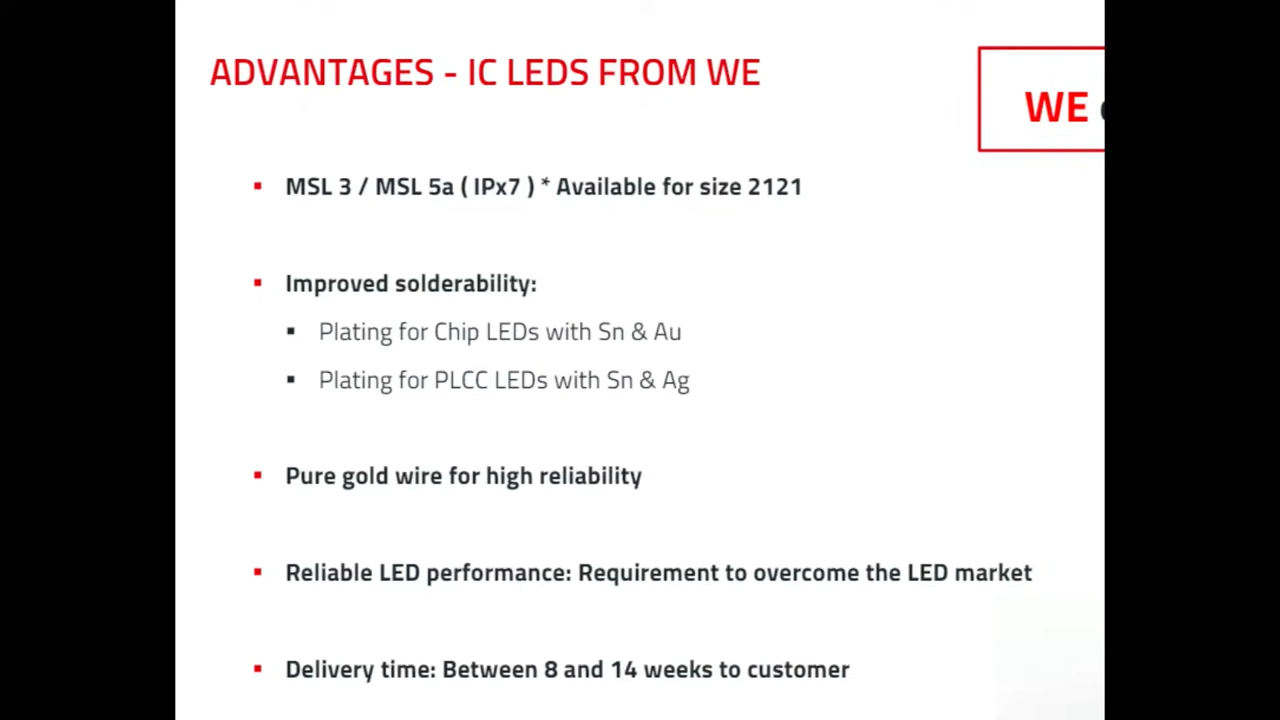 ADVANTAGES - IC LEDS FROM WE
WE
MSL 3 / MSL 5a ( IPx7 ) * Available for size 2121
Improved solderability:
Plating for Chip LEDs with Sn & Au
Plating for PLCC LEDs with Sn & Ag
Pure gold wire for high reliability
Reliable LED performance: Requirement to overcome the LED market
Delivery time: Between 8 and 14 weeks to customer